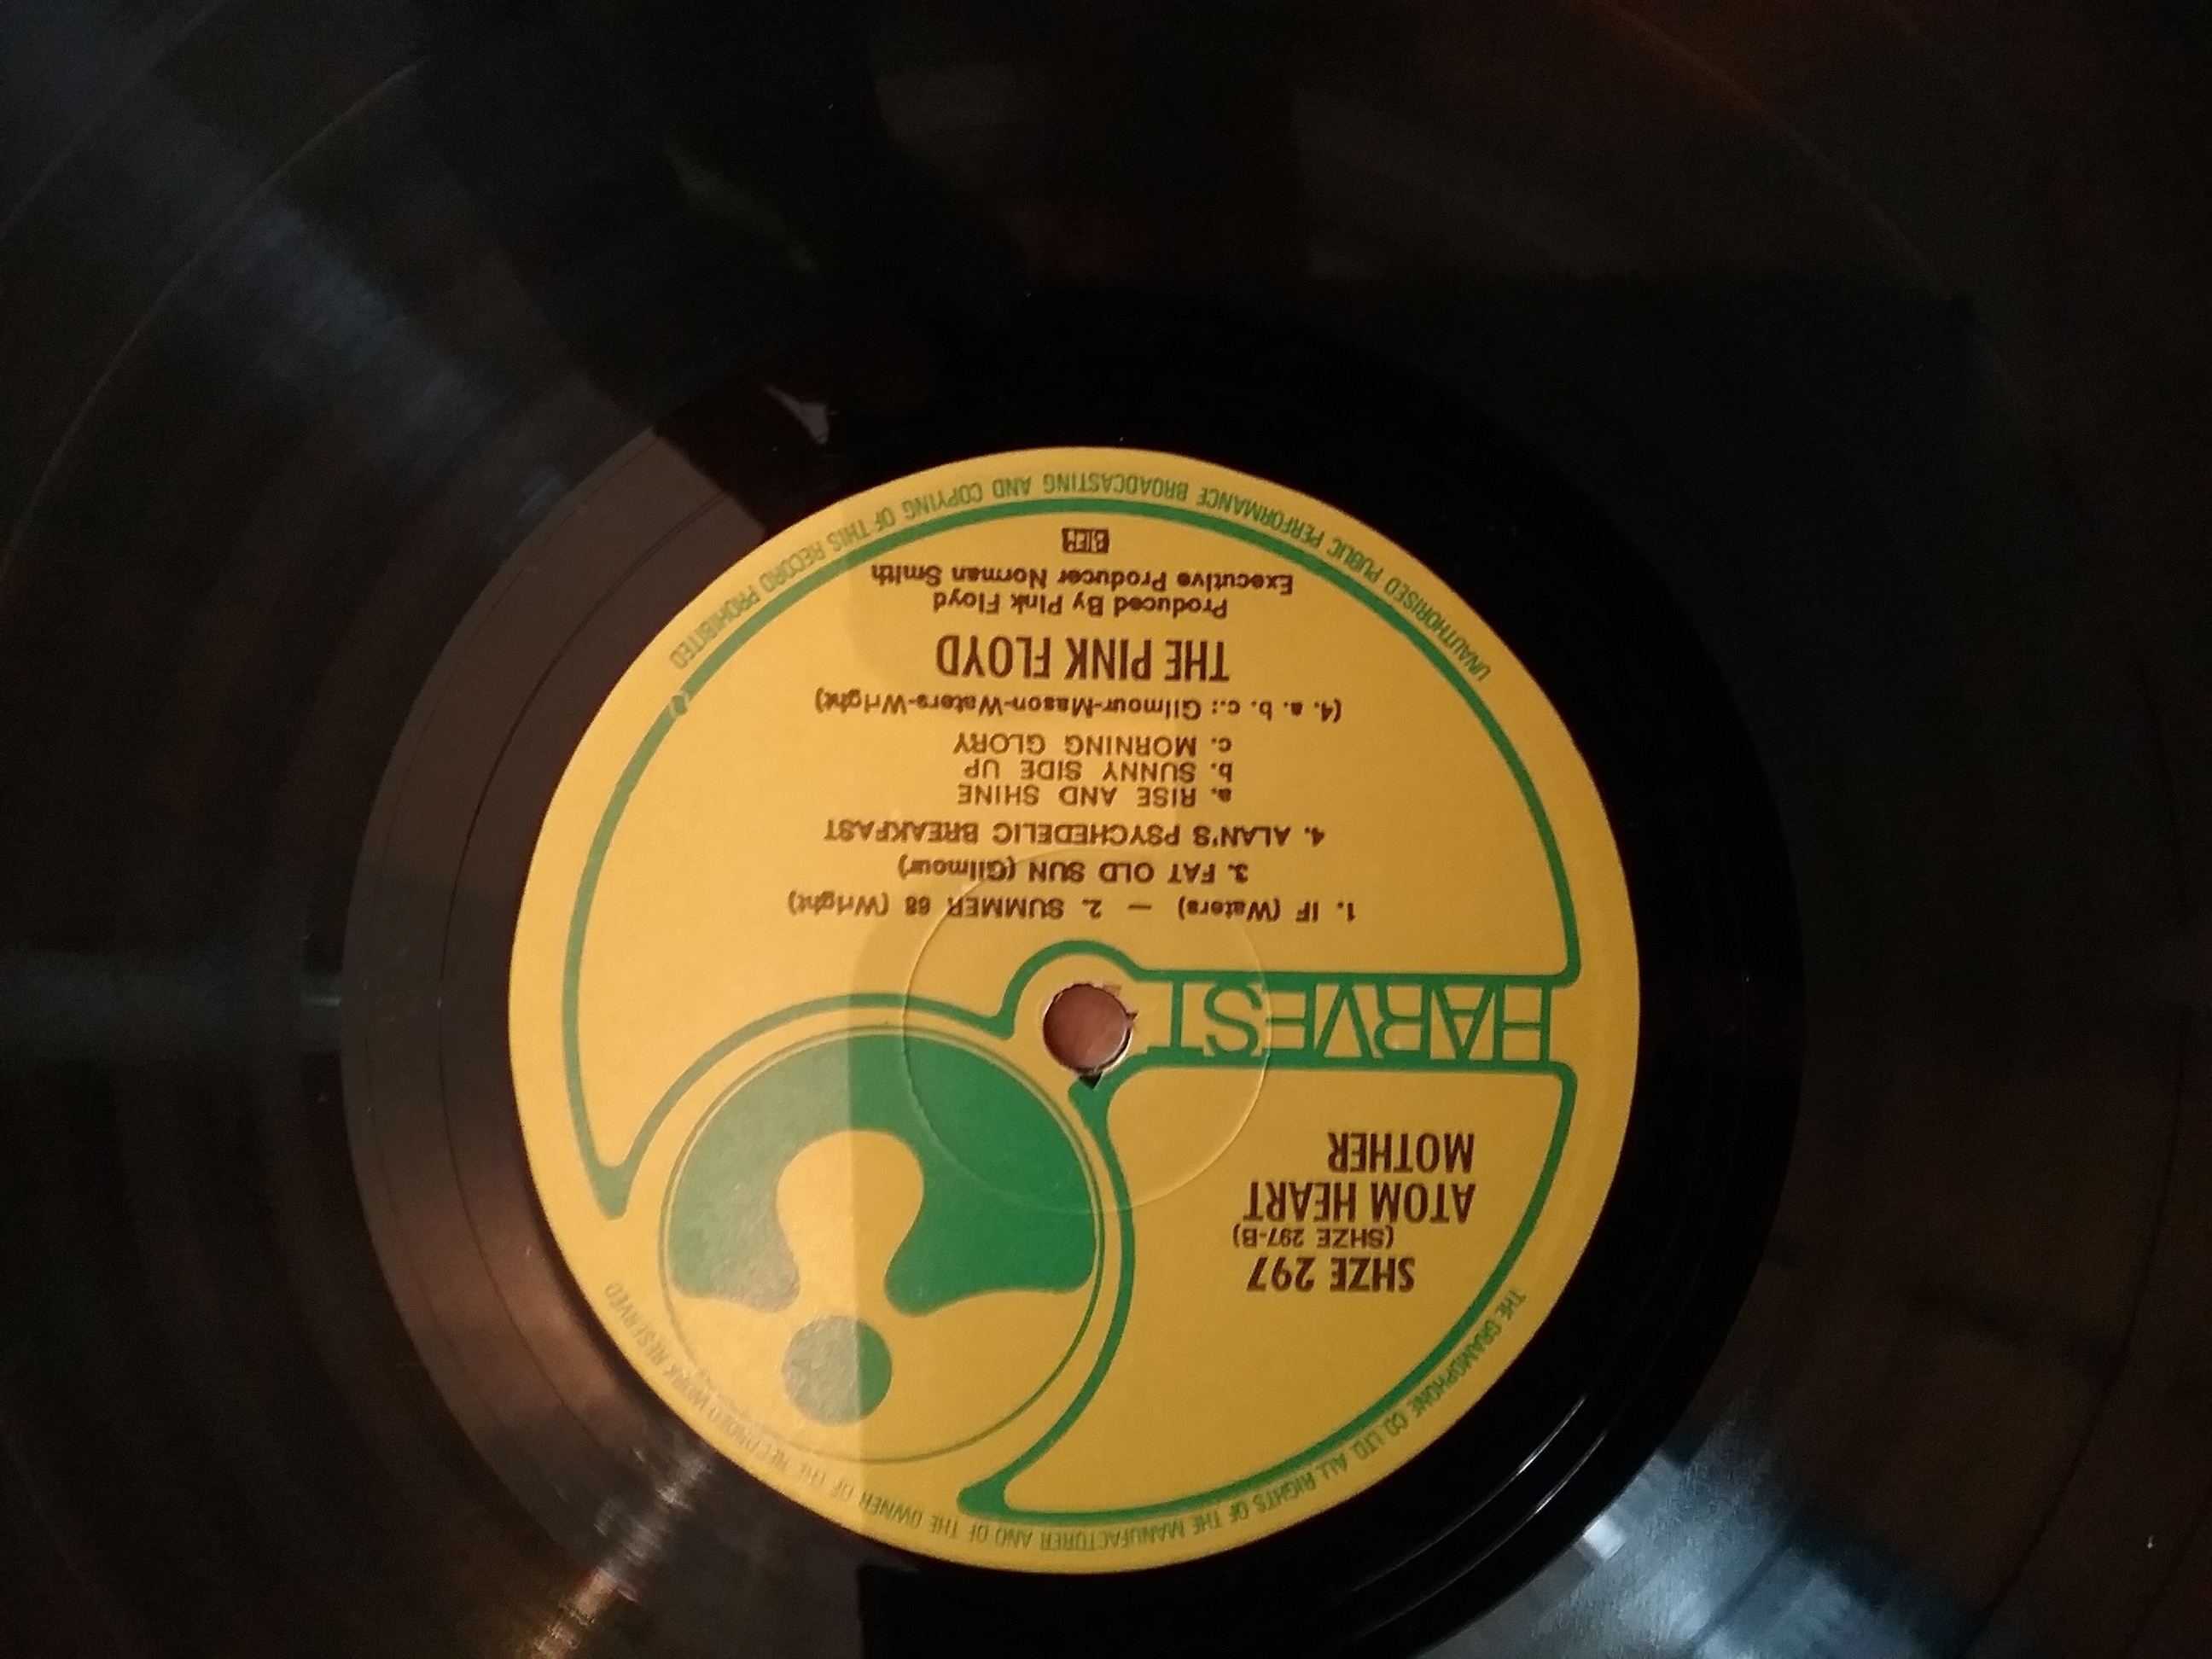 THE GRAMOPHONE CO. LTD. ALL RIGHTS OF THE MANUFACTURER AND OF THE OWNER OF THE RECORDED WORK RESERVED
SHZE 297
(SHZE 297-B)
ATOM HEART
MOTHER
HARVEST
1. IF (Waters) — 2. SUMMER 68 (Wright)
3. FAT OLD SUN (Gilmour)
4. ALAN'S PSYCHEDELIC BREAKFAST
a. RISE AND SHINE
b. SUNNY SIDE UP
c. MORNING GLORY
(4. a. b. c.: Gilmour-Mason-Waters-Wright)
THE PINK FLOYD
Produced By Pink Floyd
Executive Producer Norman Smith
BIEM
UNAUTHORISED PUBLIC PERFORMANCE BROADCASTING AND COPYING OF THIS RECORD PROHIBITED